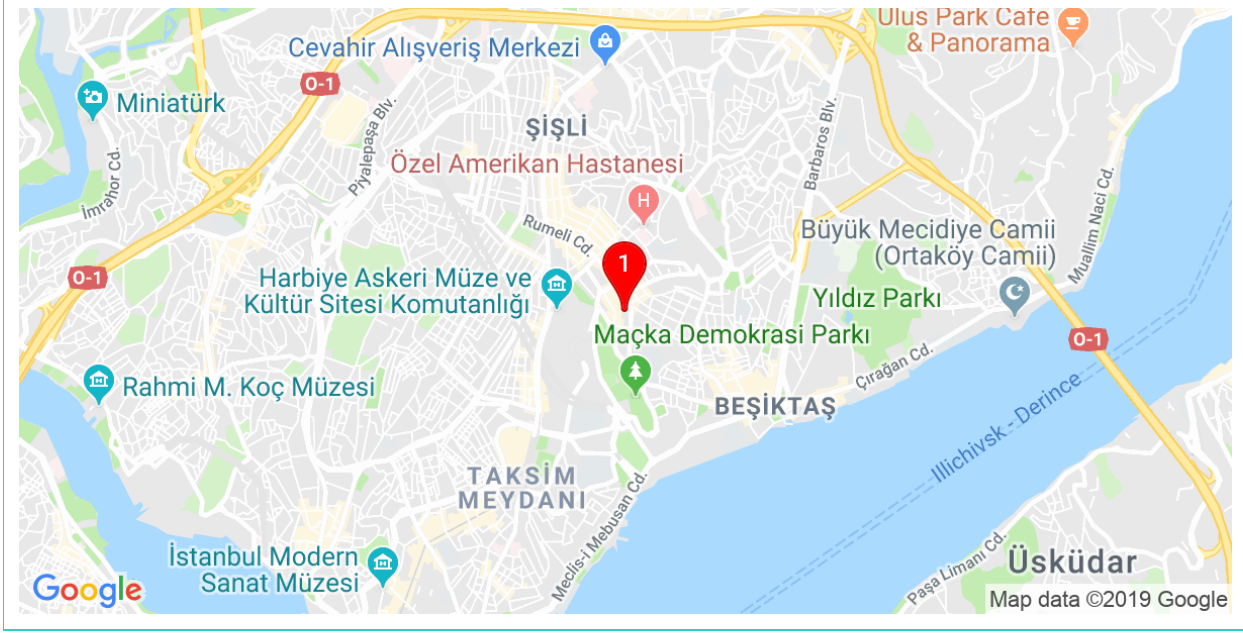 Ulus Park Cafe
& Panorama
Cevahir Alışveriş Merkezi
O-1
Miniatürk
Piyalepaşa Blv.
ŞİŞLİ
Barbaros Blv.
Özel Amerikan Hastanesi
H
İmrahor Cd.
Muallim Naci Cd.
Rumeli Cd.
Büyük Mecidiye Camii
(Ortaköy Camii)
1
O-1
Harbiye Askeri Müze ve
Kültür Sitesi Komutanlığı
Yıldız Parkı
Maçka Demokrasi Parkı
O-1
Çırağan Cd.
Rahmi M. Koç Müzesi
BEŞİKTAŞ
Illichivsk - Derince
TAKSİM
MEYDANI
Meclis-i Mebusan Cd.
İstanbul Modern
Sanat Müzesi
Paşa Limanı Cd.
Üsküdar
Google
Map data ©2019 Google